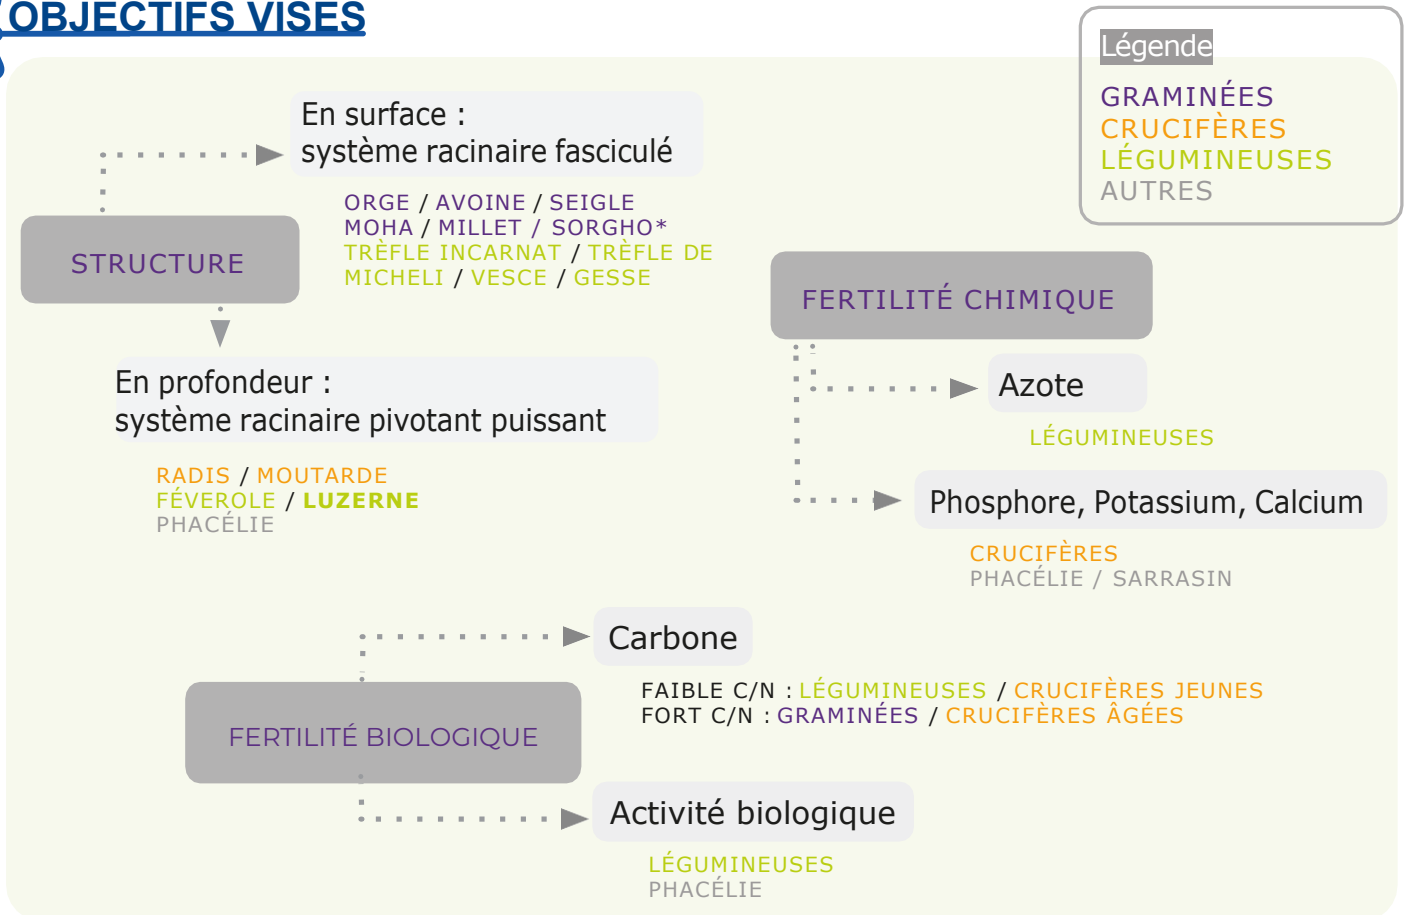 OBJECTIFS VISÉS
Légende
GRAMINÉES
CRUCIFÈRES
LÉGUMINEUSES
AUTRES
En surface :
système racinaire fasciculé
ORGE / AVOINE / SEIGLE
MOHA / MILLET / SORGHO*
TRÈFLE INCARNAT / TRÈFLE DE
MICHELI / VESCE / GESSE
STRUCTURE
En profondeur :
système racinaire pivotant puissant
RADIS / MOUTARDE
FÉVEROLE / LUZERNE
PHACÉLIE
FERTILITÉ CHIMIQUE
Azote
LÉGUMINEUSES
Phosphore, Potassium, Calcium
CRUCIFÈRES
PHACÉLIE / SARRASIN
FERTILITÉ BIOLOGIQUE
Carbone
FAIBLE C/N : LÉGUMINEUSES / CRUCIFÈRES JEUNES
FORT C/N : GRAMINÉES / CRUCIFÈRES ÂGÉES
Activité biologique
LÉGUMINEUSES
PHACÉLIE